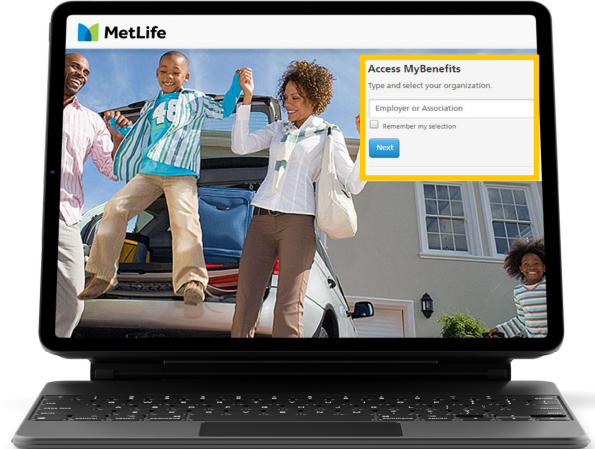 MetLife
Access MyBenefits
Type and select your organization.
Employer or Association
Remember my selection
Next
48